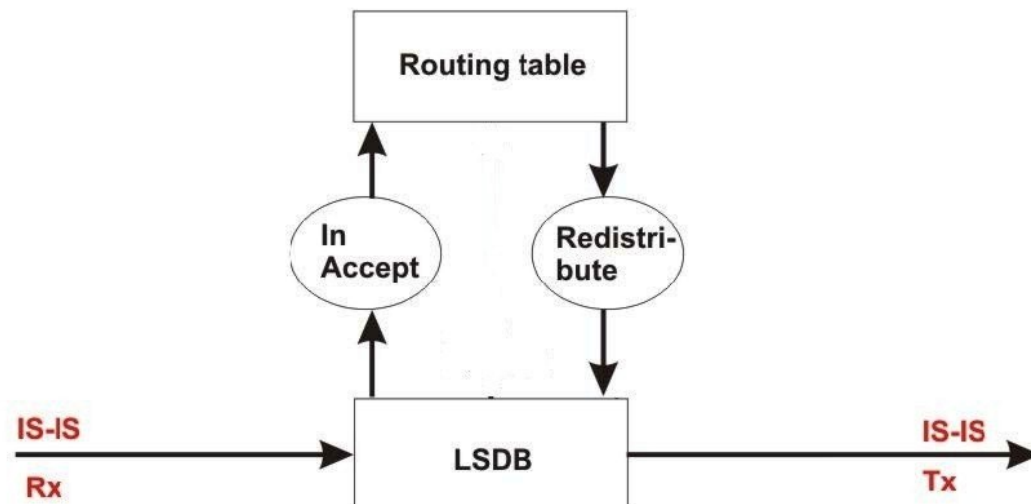 Routing table
In
Accept
Redistri-
bute
IS-IS
Rx
LSDB
IS-IS
Tx